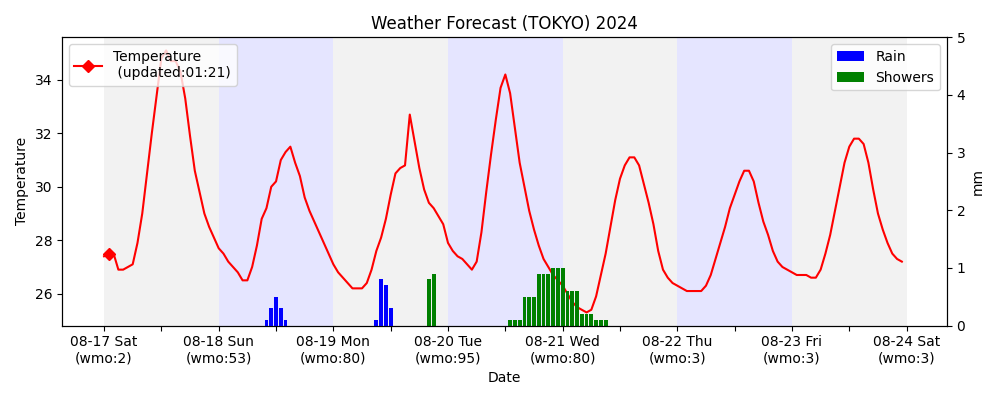 Weather Forecast (TOKYO) 2024
Temperature
(updated:01:21)
Rain
Showers
Temperature
34
32
30
28
26
5
4
3
2
1
0
mm
08-17 Sat
(wmo:2)
08-18 Sun
(wmo:53)
08-19 Mon
(wmo:80)
08-20 Tue
(wmo:95)
08-21 Wed
(wmo:80)
08-22 Thu
(wmo:3)
08-23 Fri
(wmo:3)
08-24 Sat
(wmo:3)
Date